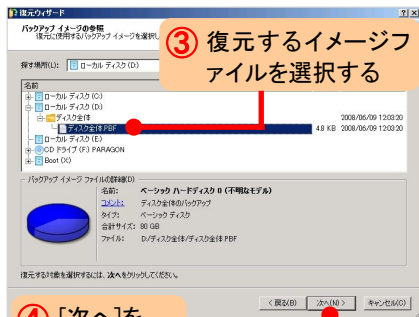 復元ウィザード
バックアップ イメージの参照
復元に使用するバックアップ イメージを選択し
③ 復元するイメージフ
ァイルを選択する
探す場所(L): ローカル ディスク (D)
名前
ローカル ディスク (C)
ローカル ディスク (D)
ディスク全体 2008/06/09 12:03:20
ディスク全体.PBF 4.8 KB 2008/06/09 12:03:20
ローカル ディスク (E)
CD ドライブ (F) PARAGON
Boot (X)
バックアップ イメージ ファイルの詳細(D)
名前: ベーシック ハードディスク 0 (不明なモデル)
コメント: ディスク全体のバックアップ
タイプ: ベーシック ディスク
合計サイズ: 80 GB
ファイル: D:/ディスク全体/ディスク全体.PBF
復元する対象を選択するには、次へをクリックしてください。
< 戻る(B) 次へ(N) > キャンセル(C)
④ [次へ]を